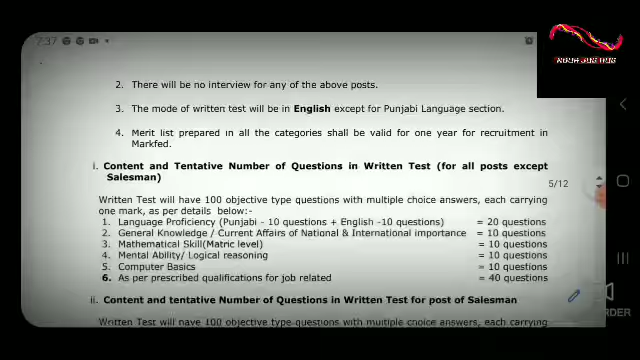 7:37
2. There will be no interview for any of the above posts.
3. The mode of written test will be in English except for Punjabi Language section.
4. Merit list prepared in all the categories shall be valid for one year for recruitment in
Markfed.
i. Content and Tentative Number of Questions in Written Test (for all posts except
Salesman)
5/12
Written Test will have 100 objective type questions with multiple choice answers, each carrying
one mark, as per details below:-
1. Language Proficiency (Punjabi - 10 questions + English -10 questions) = 20 questions
2. General Knowledge / Current Affairs of National & International importance = 10 questions
3. Mathematical Skill(Matric level) = 10 questions
4. Mental Ability/ Logical reasoning = 10 questions
5. Computer Basics = 10 questions
6. As per prescribed qualifications for job related = 40 questions
ii. Content and tentative Number of Questions in Written Test for post of Salesman
RDER
Written Test will have 100 objective type questions with multiple choice answers, each carrying